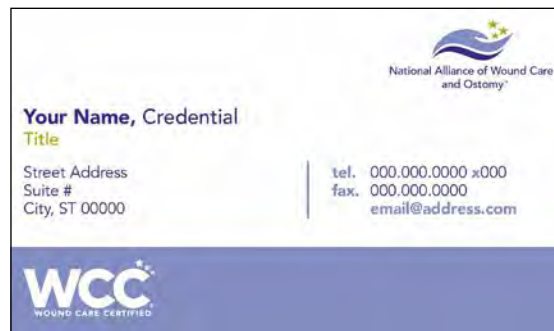 National Alliance of Wound Care
and Ostomy™
Your Name, Credential
Title
Street Address
Suite #
City, ST 00000
tel. 000.000.0000 x000
fax. 000.000.0000
email@address.com
WCC
WOUND CARE CERTIFIED